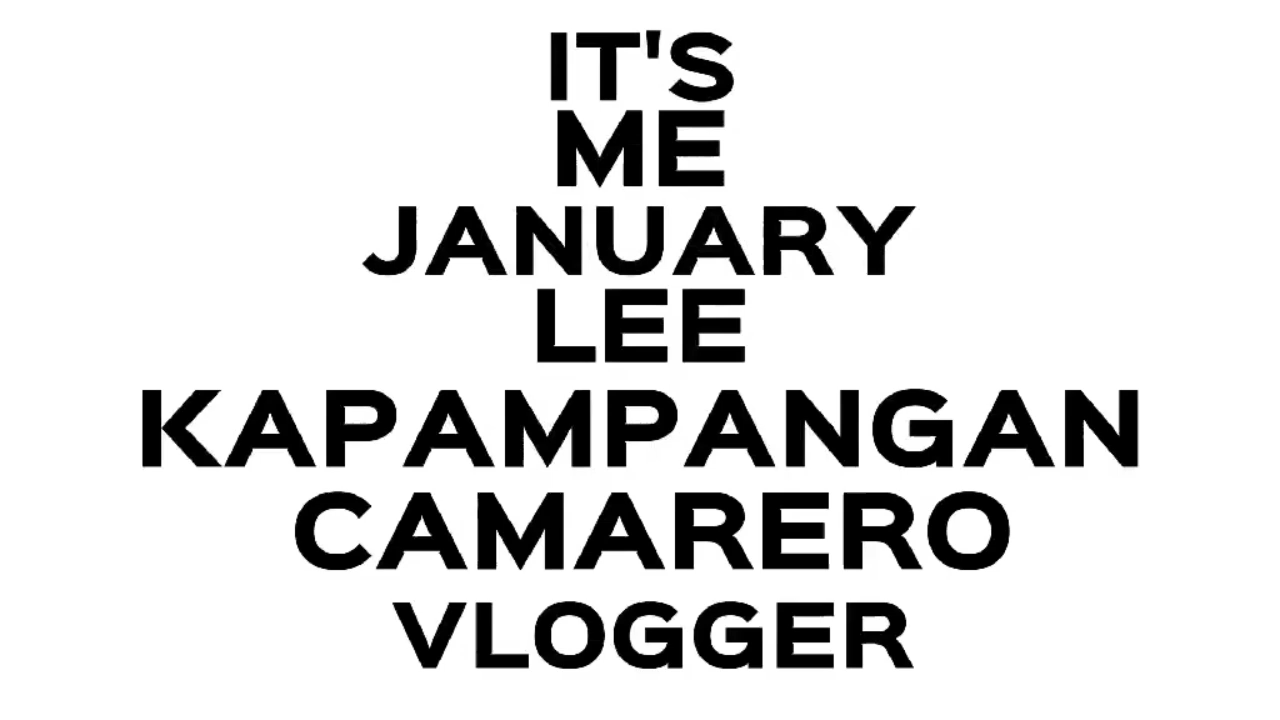 IT'S
ME
JANUARY
LEE
KAPAMPANGAN
CAMARERO
VLOGGER